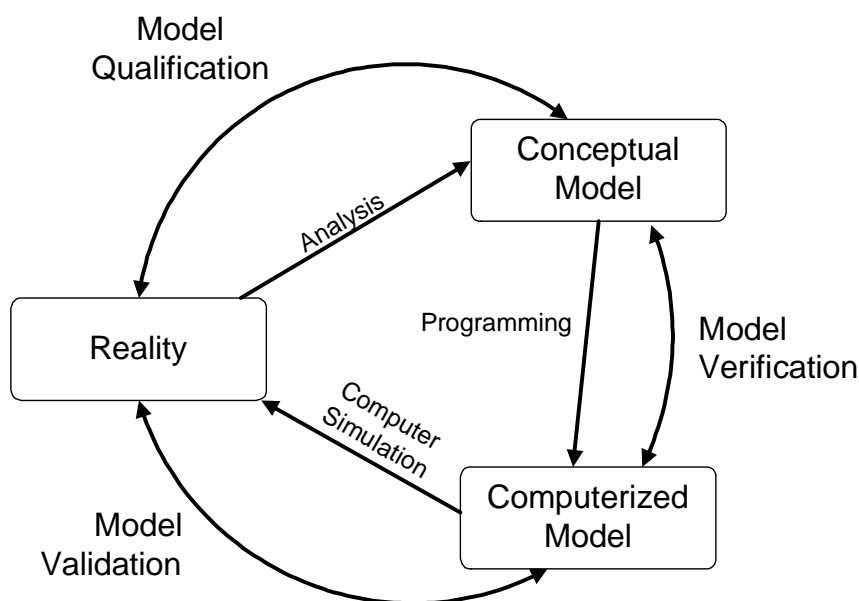 Model
Qualification
Conceptual
Model
Analysis
Reality
Programming
Model
Verification
Computer
Simulation
Computerized
Model
Model
Validation